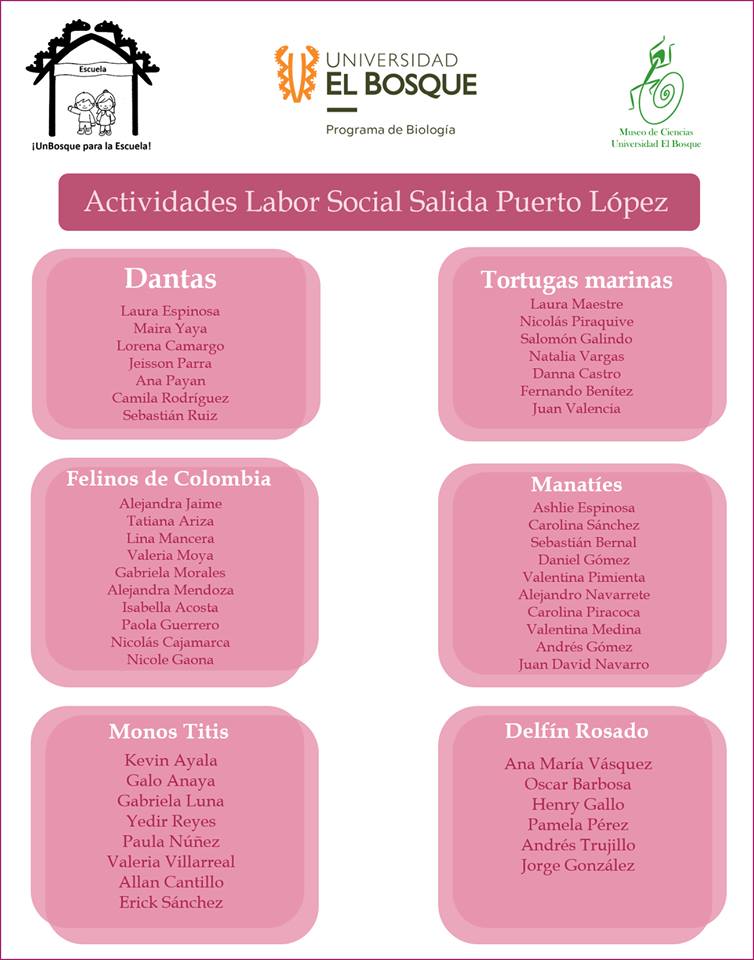 Escuela
¡UnBosque para la Escuela!
UNIVERSIDAD
EL BOSQUE
Programa de Biología
Museo de Ciencias
Universidad El Bosque
Actividades Labor Social Salida Puerto López
Dantas
Laura Espinosa
Maira Yaya
Lorena Camargo
Jeisson Parra
Ana Payan
Camila Rodríguez
Sebastián Ruiz
Tortugas marinas
Laura Maestre
Nicolás Piraquive
Salomón Galindo
Natalia Vargas
Danna Castro
Fernando Benítez
Juan Valencia
Felinos de Colombia
Alejandra Jaime
Tatiana Ariza
Lina Mancera
Valeria Moya
Gabriela Morales
Alejandra Mendoza
Isabella Acosta
Paola Guerrero
Nicolás Cajamarca
Nicole Gaona
Manatíes
Ashlie Espinosa
Carolina Sánchez
Sebastián Bernal
Daniel Gómez
Valentina Pimienta
Alejandro Navarrete
Carolina Piracoca
Valentina Medina
Andrés Gómez
Juan David Navarro
Monos Titis
Kevin Ayala
Galo Anaya
Gabriela Luna
Yedir Reyes
Paula Núñez
Valeria Villarreal
Allan Cantillo
Erick Sánchez
Delfín Rosado
Ana María Vásquez
Oscar Barbosa
Henry Gallo
Pamela Pérez
Andrés Trujillo
Jorge González